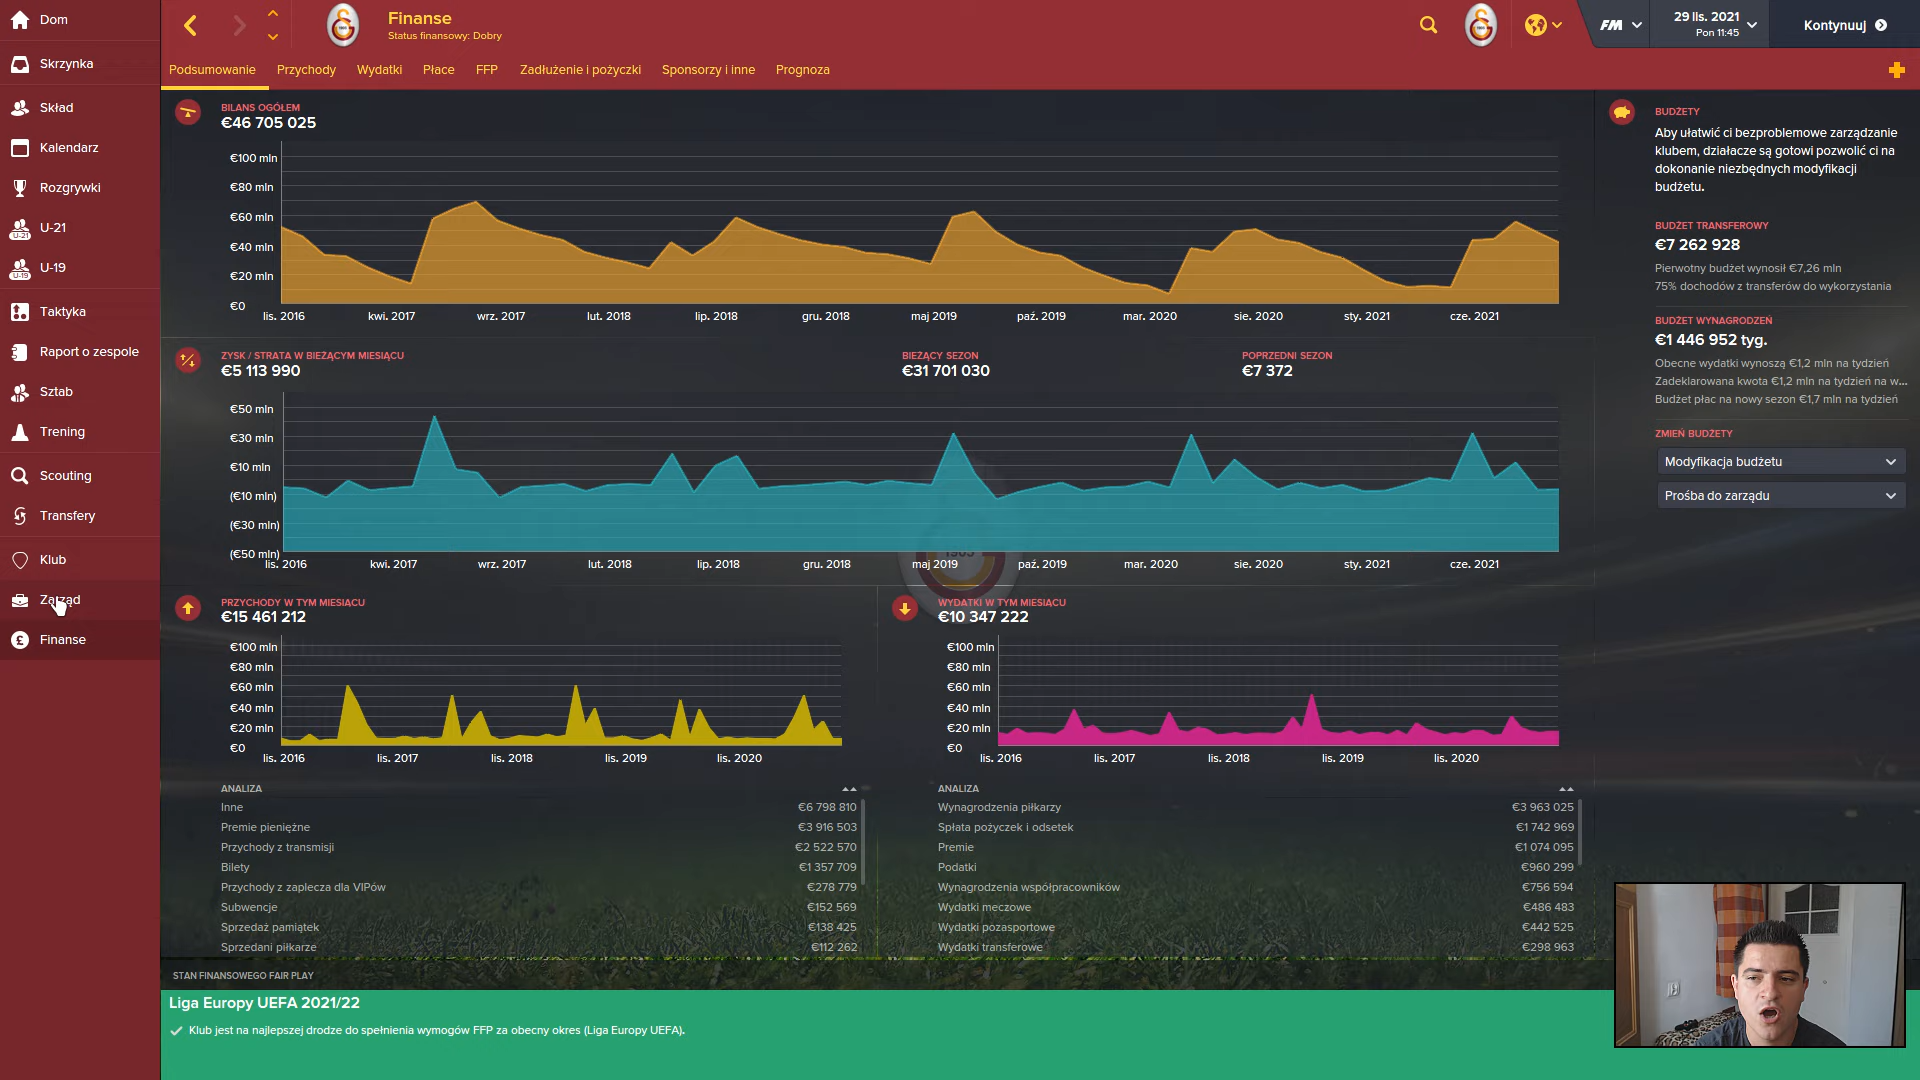 Dom
Skrzynka
Skład
Kalendarz
Rozgrywki
U-21
U-19
Taktyka
Raport o zespole
Sztab
Trening
Scouting
Transfery
Klub
Finanse
Finanse
Status finansowy: Dobry
FM
29 lis. 2021
Pon 11:45
Kontynuuj
Podsumowanie
Przychody
Wydatki
Płace
FFP
Zadłużenie i pożyczki
Sponsorzy i inne
Prognoza
BILANS OGÓŁEM
€46 705 025
€100 mln
€80 mln
€60 mln
€40 mln
€20 mln
€0
lis. 2016
kwi. 2017
wrz. 2017
lut. 2018
lip. 2018
gru. 2018
maj 2019
paź. 2019
mar. 2020
sie. 2020
sty. 2021
cze. 2021
ZYSK / STRATA W BIEŻĄCYM MIESIĄCU
€5 113 990
BIEŻĄCY SEZON
€31 701 030
POPRZEDNI SEZON
€7 372
€50 mln
€30 mln
€10 mln
(€10 mln)
(€30 mln)
(€50 mln)
lis. 2016
kwi. 2017
wrz. 2017
lut. 2018
lip. 2018
gru. 2018
maj 2019
paź. 2019
mar. 2020
sie. 2020
sty. 2021
cze. 2021
PRZYCHODY W TYM MIESIĄCU
€15 461 212
€100 mln
€80 mln
€60 mln
€40 mln
€20 mln
€0
lis. 2016
lis. 2017
lis. 2018
lis. 2019
lis. 2020
ANALIZA
Inne €6 798 810
Premie pieniężne €3 916 503
Przychody z transmisji €2 522 570
Bilety €1 357 709
Przychody z zaplecza dla VIPów €278 779
Subwencje €152 569
Sprzedaż pamiątek €138 425
Sprzedani piłkarze €112 262
WYDATKI W TYM MIESIĄCU
€10 347 222
€100 mln
€80 mln
€60 mln
€40 mln
€20 mln
€0
lis. 2016
lis. 2017
lis. 2018
lis. 2019
lis. 2020
ANALIZA
Wynagrodzenia piłkarzy €3 963 025
Spłata pożyczek i odsetek €1 742 969
Premie €1 074 095
Podatki €960 299
Wynagrodzenia współpracowników €756 594
Wydatki meczowe €486 483
Wydatki pozasportowe €442 525
Wydatki transferowe €298 963
BUDŻETY
Aby ułatwić ci bezproblemowe zarządzanie
klubem, działacze są gotowi pozwolić ci na
dokonanie niezbędnych modyfikacji
budżetu.
BUDŻET TRANSFEROWY
€7 262 928
Pierwotny budżet wynosił €7,26 mln
75% dochodów z transferów do wykorzystania
BUDŻET WYNAGRODZEŃ
€1 446 952 tyg.
Obecne wydatki wynoszą €1,2 mln na tydzień
Zadeklarowana kwota €1,2 mln na tydzień na w...
Budżet płac na nowy sezon €1,7 mln na tydzień
ZMIEŃ BUDŻETY
Modyfikacja budżetu
Prośba do zarządu
STAN FINANSOWEGO FAIR PLAY
Liga Europy UEFA 2021/22
Klub jest na najlepszej drodze do spełnienia wymogów FFP za obecny okres (Liga Europy UEFA).